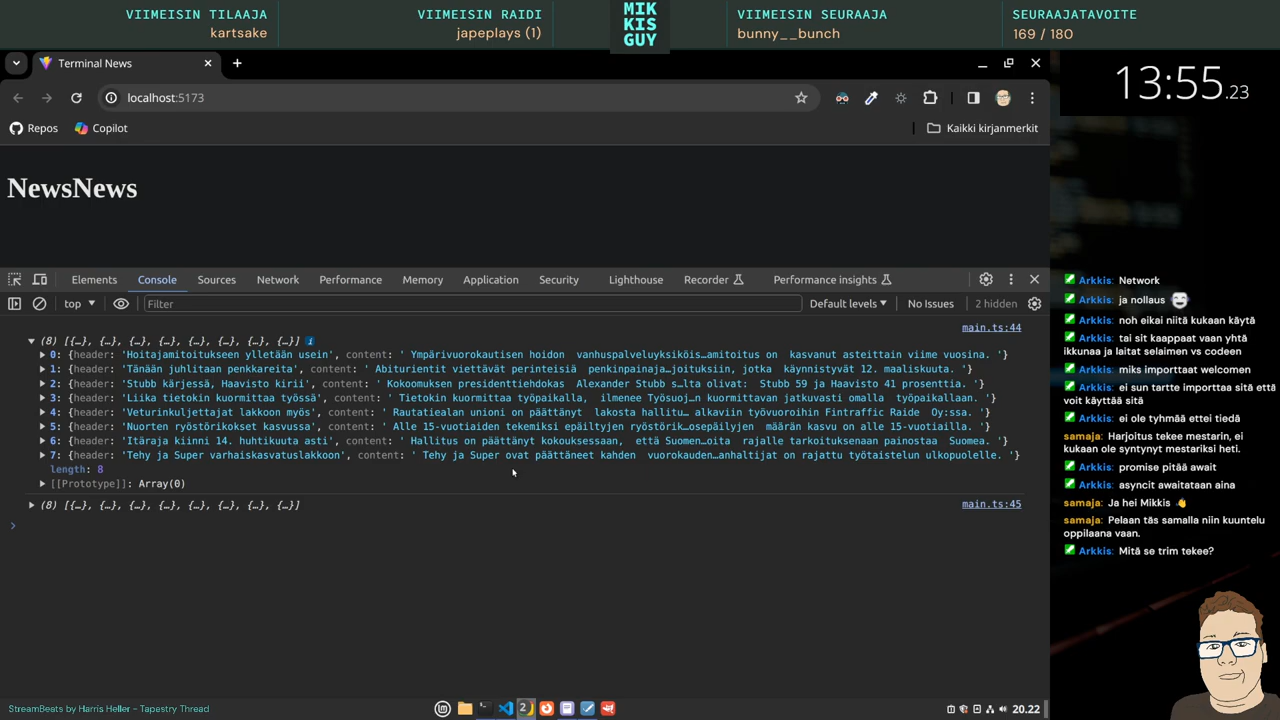 VIIMEISIN TILAAJA
kartsake
VIIMEISIN RAIDI
japeplays (1)
MIK
KIS
GUY
VIIMEISIN SEURAAJA
bunny__bunch
SEURAAJATAVOITE
169 / 180
Terminal News
13:55.23
localhost:5173
Repos
Copilot
Kaikki kirjanmerkit
NewsNews
Elements
Console
Sources
Network
Performance
Memory
Application
Security
Lighthouse
Recorder
Performance insights
top
Filter
Default levels
No Issues
2 hidden
main.ts:44
(8) [{…}, {…}, {…}, {…}, {…}, {…}, {…}, {…}]
0: {header: 'Hoitajamitoitukseen ylletään usein', content: ' Ympärivuorokautisen hoidon  vanhuspalveluyksiköis…amitoitus on  kasvanut asteittain viime vuosina. '}
1: {header: 'Tänään juhlitaan penkkareita', content: ' Abiturientit viettävät perinteisiä  penkinpainaja…joituksiin, jotka  käynnistyvät 12. maaliskuuta. '}
2: {header: 'Stubb kärjessä, Haavisto kirii', content: ' Kokoomuksen presidenttiehdokas  Alexander Stubb s…lta olivat:  Stubb 59 ja Haavisto 41 prosenttia. '}
3: {header: 'Liika tietokin kuormittaa työssä', content: ' Tietokin kuormittaa työpaikalla,  ilmenee Työsuoj…n kuormittavan jatkuvasti omalla  työpaikallaan. '}
4: {header: 'Veturinkuljettajat lakkoon myös', content: ' Rautatiealan unioni on päättänyt  lakosta hallitu… alkaviin työvuoroihin Fintraffic Raide  Oy:ssa. '}
5: {header: 'Nuorten ryöstörikokset kasvussa', content: ' Alle 15-vuotiaiden tekemiksi epäiltyjen ryöstörik…osepäilyjen  määrän kasvu on alle 15-vuotiailla. '}
6: {header: 'Itäraja kiinni 14. huhtikuuta asti', content: ' Hallitus on päättänyt kokouksessaan,  että Suomen…oita  rajalle tarkoituksenaan painostaa  Suomea. '}
7: {header: 'Tehy ja Super varhaiskasvatuslakkoon', content: ' Tehy ja Super ovat päättäneet kahden  vuorokauden…anhaltijat on rajattu työtaistelun ulkopuolelle. '}
length: 8
[[Prototype]]: Array(0)
(8) [{…}, {…}, {…}, {…}, {…}, {…}, {…}, {…}]
main.ts:45
Arkkis: Network
Arkkis: ja nollaus
Arkkis: noh eikai niitä kukaan käytä
Arkkis: tai sit kaappaat vaan yhtä
ikkunaa ja laitat selaimen vs codeen
Arkkis: miks importtaat welcomen
Arkkis: ei sun tartte importtaa sitä että
voit käyttää sitä
Arkkis: ei ole tyhmää ettei tiedä
samaja: Harjoitus tekee mestarin, ei
kukaan ole syntynyt mestariksi heti.
Arkkis: promise pitää await
Arkkis: asyncit awaitataan aina
samaja: Ja hei Mikkis 👋
samaja: Pelaan täs samalla niin kuuntelu
oppilaana vaan.
Arkkis: Mitä se trim tekee?
StreamBeats by Harris Heller - Tapestry Thread
20.22